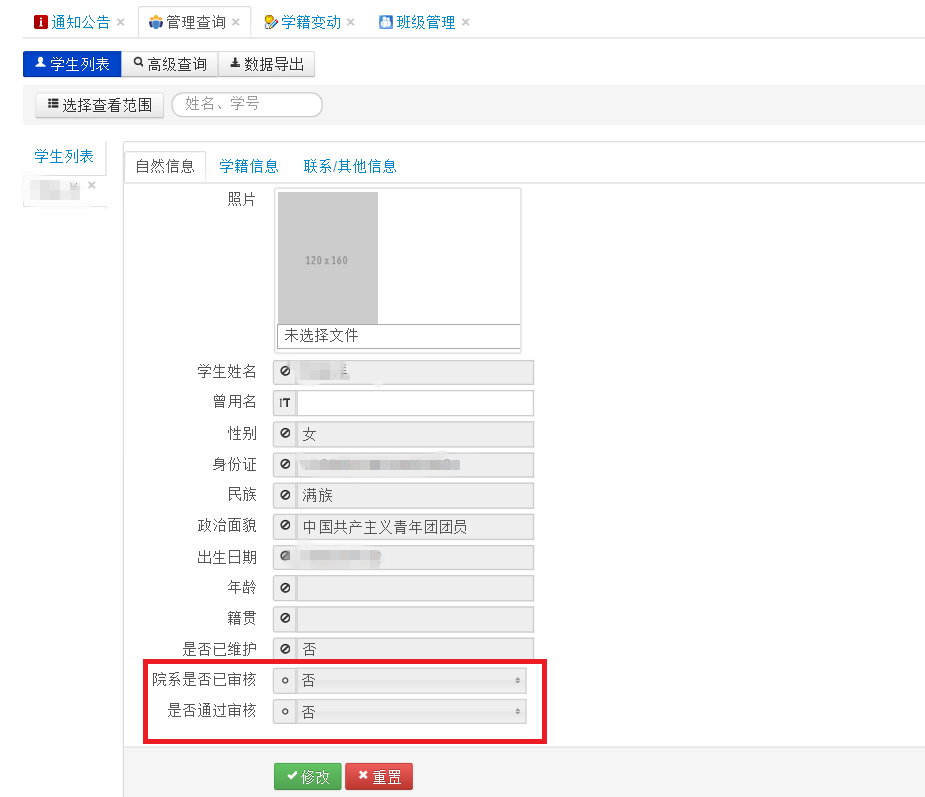 通知公告 管理查询 学籍变动 班级管理
学生列表 高级查询 数据导出
选择查看范围 姓名、学号
学生列表
自然信息 学籍信息 联系/其他信息
照片
120 x 160
未选择文件
学生姓名
曾用名
性别 女
身份证
民族 满族
政治面貌 中国共产主义青年团团员
出生日期
年龄
籍贯
是否已维护 否
院系是否已审核 否
是否通过审核 否
修改 重置